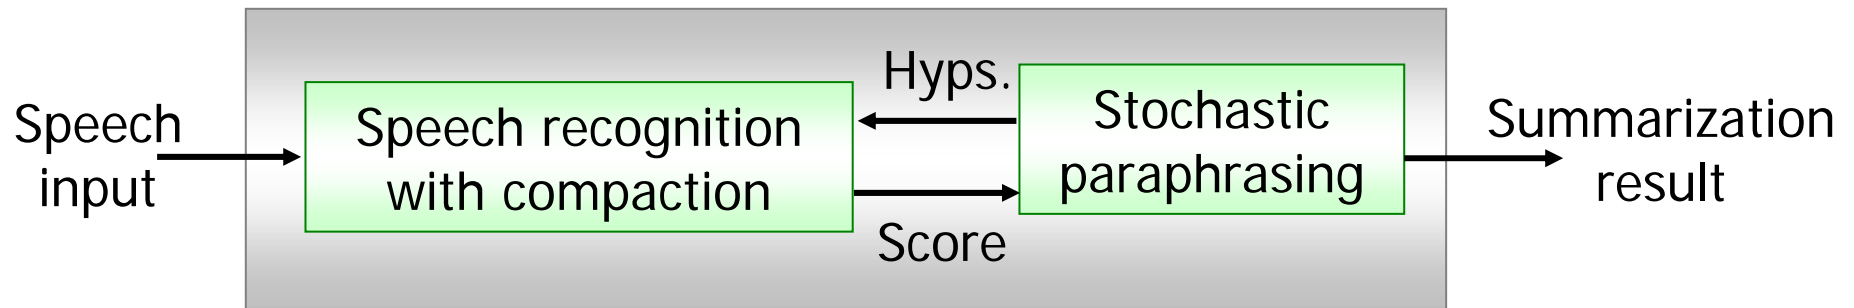 Speech
input
Speech recognition
with compaction
Hyps.
Score
Stochastic
paraphrasing
Summarization
result